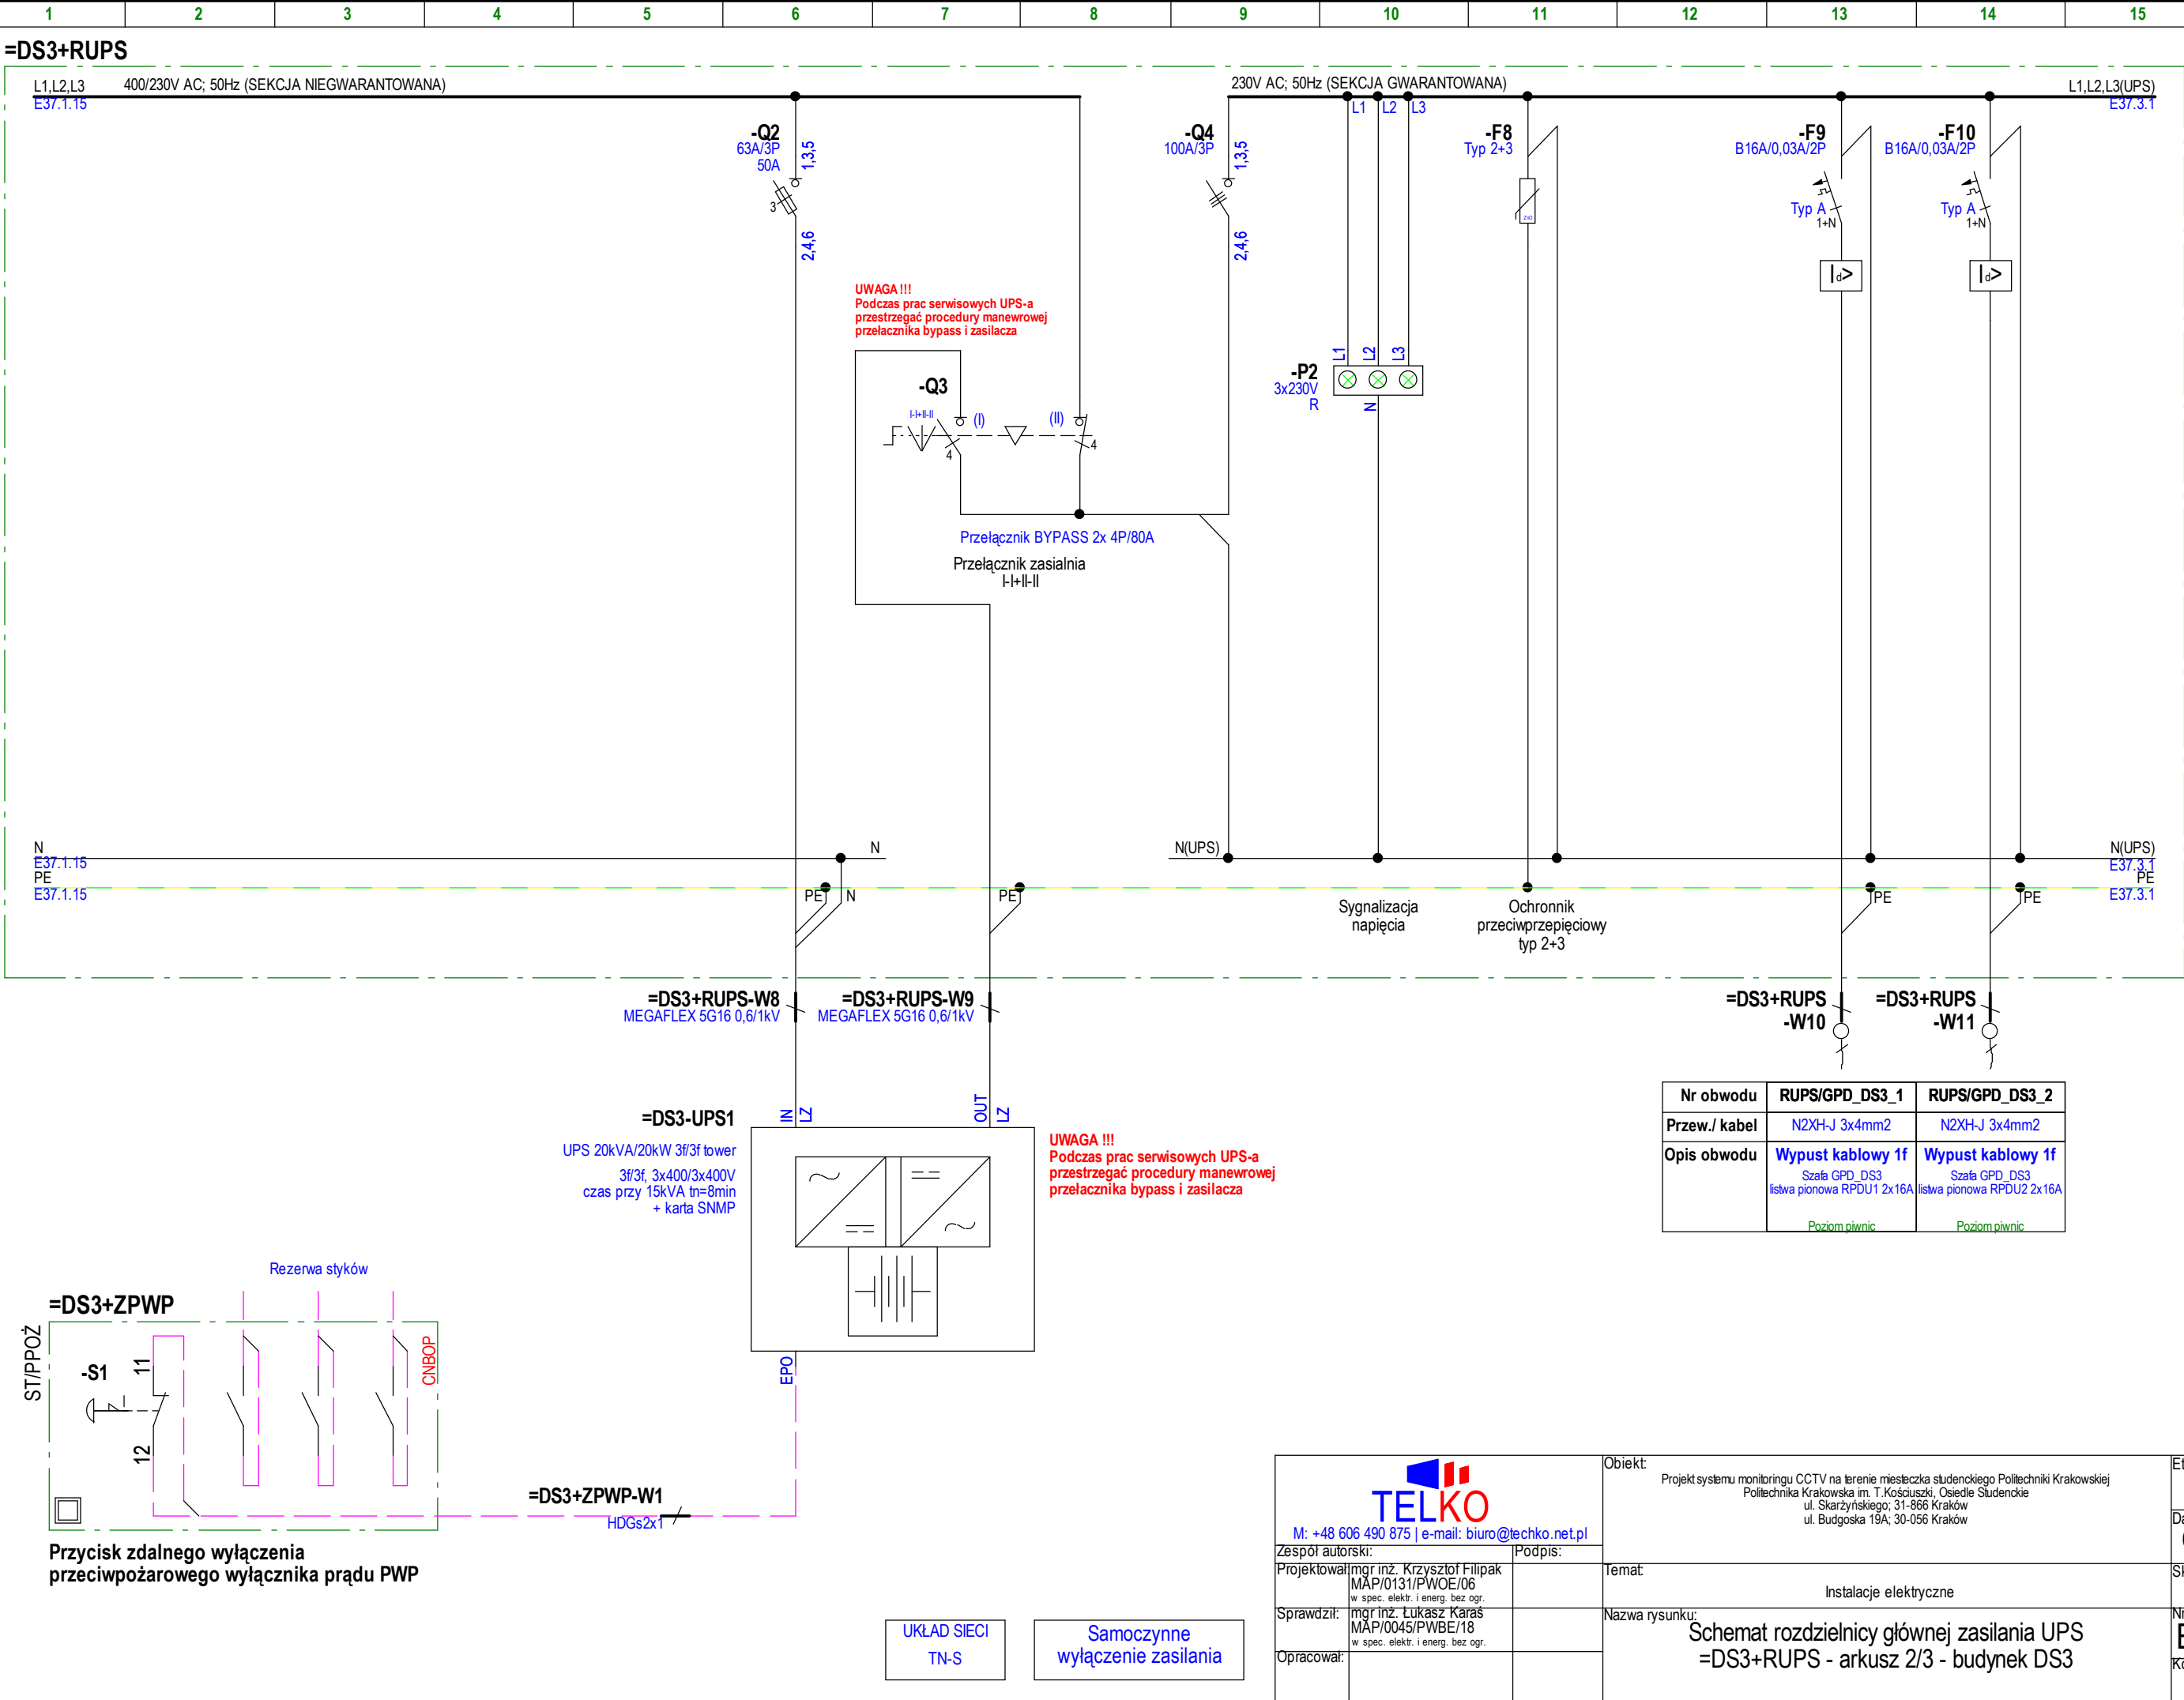 1 2 3 4 5 6 7 8 9 10 11 12 13 14 15
=DS3+RUPS
L1,L2,L3
E37.1.15
400/230V AC; 50Hz (SEKCJA NIEGWARANTOWANA)
230V AC; 50Hz (SEKCJA GWARANTOWANA)
L1,L2,L3(UPS)
E37.3.1
L1 L2 L3
-Q2
63A/3P
50A
1,3,5
3
2,4,6
-Q4
100A/3P
1,3,5
2,4,6
-F8
Typ 2+3
ZnO
-F9
B16A/0,03A/2P
Typ A
1+N
Id>
-F10
B16A/0,03A/2P
Typ A
1+N
Id>
UWAGA !!!
Podczas prac serwisowych UPS-a
przestrzegać procedury manewrowej
przełacznika bypass i zasilacza
-Q3
I-I+II-II
(I)
(II)
4
4
L1 L2 L3
-P2
3x230V
R
N
Przełącznik BYPASS 2x 4P/80A
Przełącznik zasialnia
I-I+II-II
N
E37.1.15
PE
E37.1.15
N
N(UPS)
N(UPS)
E37.3.1
PE
E37.3.1
PE N
PE
PE
PE
Sygnalizacja
napięcia
Ochronnik
przeciwprzepięciowy
typ 2+3
=DS3+RUPS-W8
MEGAFLEX 5G16 0,6/1kV
=DS3+RUPS-W9
MEGAFLEX 5G16 0,6/1kV
=DS3+RUPS
-W10
=DS3+RUPS
-W11
Nr obwodu RUPS/GPD_DS3_1 RUPS/GPD_DS3_2
Przew./ kabel N2XH-J 3x4mm2 N2XH-J 3x4mm2
Opis obwodu Wypust kablowy 1f Wypust kablowy 1f
Szafa GPD_DS3 Szafa GPD_DS3
listwa pionowa RPDU1 2x16A listwa pionowa RPDU2 2x16A
Poziom piwnic Poziom piwnic
=DS3-UPS1
IN
LZ
OUT
LZ
UPS 20kVA/20kW 3f/3f tower
3f/3f, 3x400/3x400V
czas przy 15kVA tn=8min
+ karta SNMP
UWAGA !!!
Podczas prac serwisowych UPS-a
przestrzegać procedury manewrowej
przełacznika bypass i zasilacza
EPO
Rezerwa styków
=DS3+ZPWP
ST/PPOŻ
-S1
11
12
CNBOP
=DS3+ZPWP-W1
HDGs2x1
Przycisk zdalnego wyłączenia
przeciwpożarowego wyłącznika prądu PWP
UKŁAD SIECI
TN-S
Samoczynne
wyłączenie zasilania
TELKO
M: +48 606 490 875 | e-mail: biuro@techko.net.pl
Zespół autorski: Podpis:
Projektował: mgr inż. Krzysztof Filipak
MAP/0131/PWOE/06
w spec. elektr. i energ. bez ogr.
Sprawdził: mgr inż. Łukasz Karaś
MAP/0045/PWBE/18
w spec. elektr. i energ. bez ogr.
Opracował:
Obiekt:
Projekt systemu monitoringu CCTV na terenie miesteczka studenckiego Politechniki Krakowskiej
Politechnika Krakowska im. T.Kościuszki, Osiedle Studenckie
ul. Skarżyńskiego; 31-866 Kraków
ul. Budgoska 19A; 30-056 Kraków
Temat:
Instalacje elektryczne
Nazwa rysunku:
Schemat rozdzielnicy głównej zasilania UPS
=DS3+RUPS - arkusz 2/3 - budynek DS3